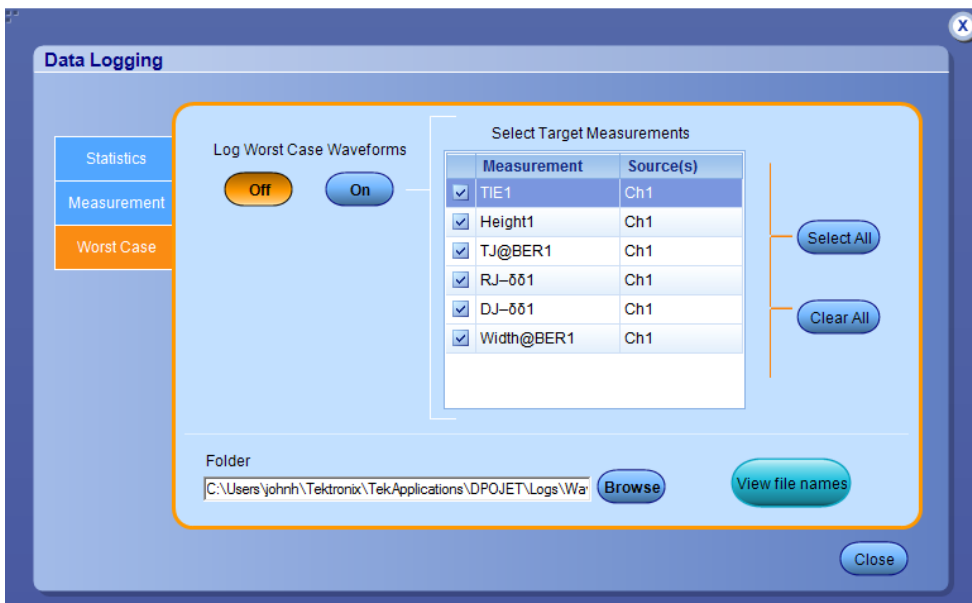 X
Data Logging
Statistics
Measurement
Worst Case
Log Worst Case Waveforms
Off On
Select Target Measurements
Measurement Source(s)
TIE1 Ch1
Height1 Ch1
TJ@BER1 Ch1
RJ–δδ1 Ch1
DJ–δδ1 Ch1
Width@BER1 Ch1
Select All
Clear All
Folder
C:\Users\johnh\Tektronix\TekApplications\DPOJET\Logs\Wa
Browse
View file names
Close